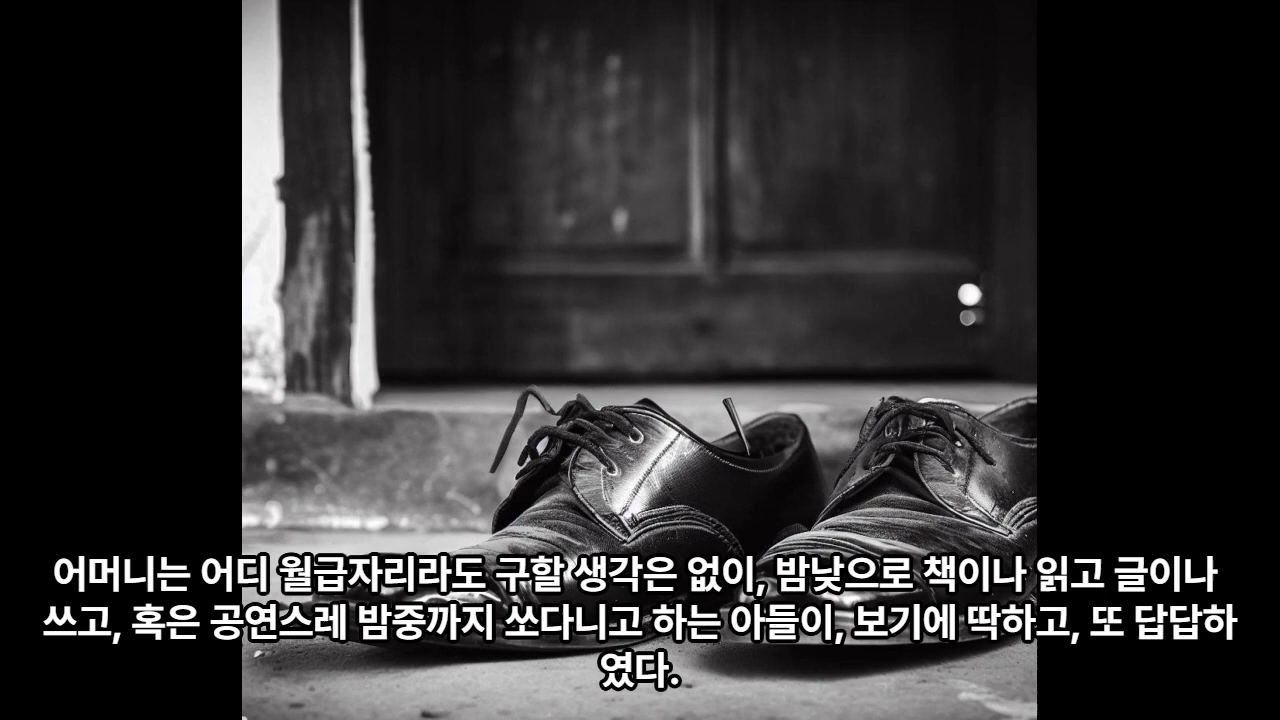 어머니는 어디 월급자리라도 구할 생각은 없이, 밤낮으로 책이나 읽고 글이나
쓰고, 혹은 공연스레 밤중까지 쏘다니고 하는 아들이, 보기에 딱하고, 또 답답하
였다.